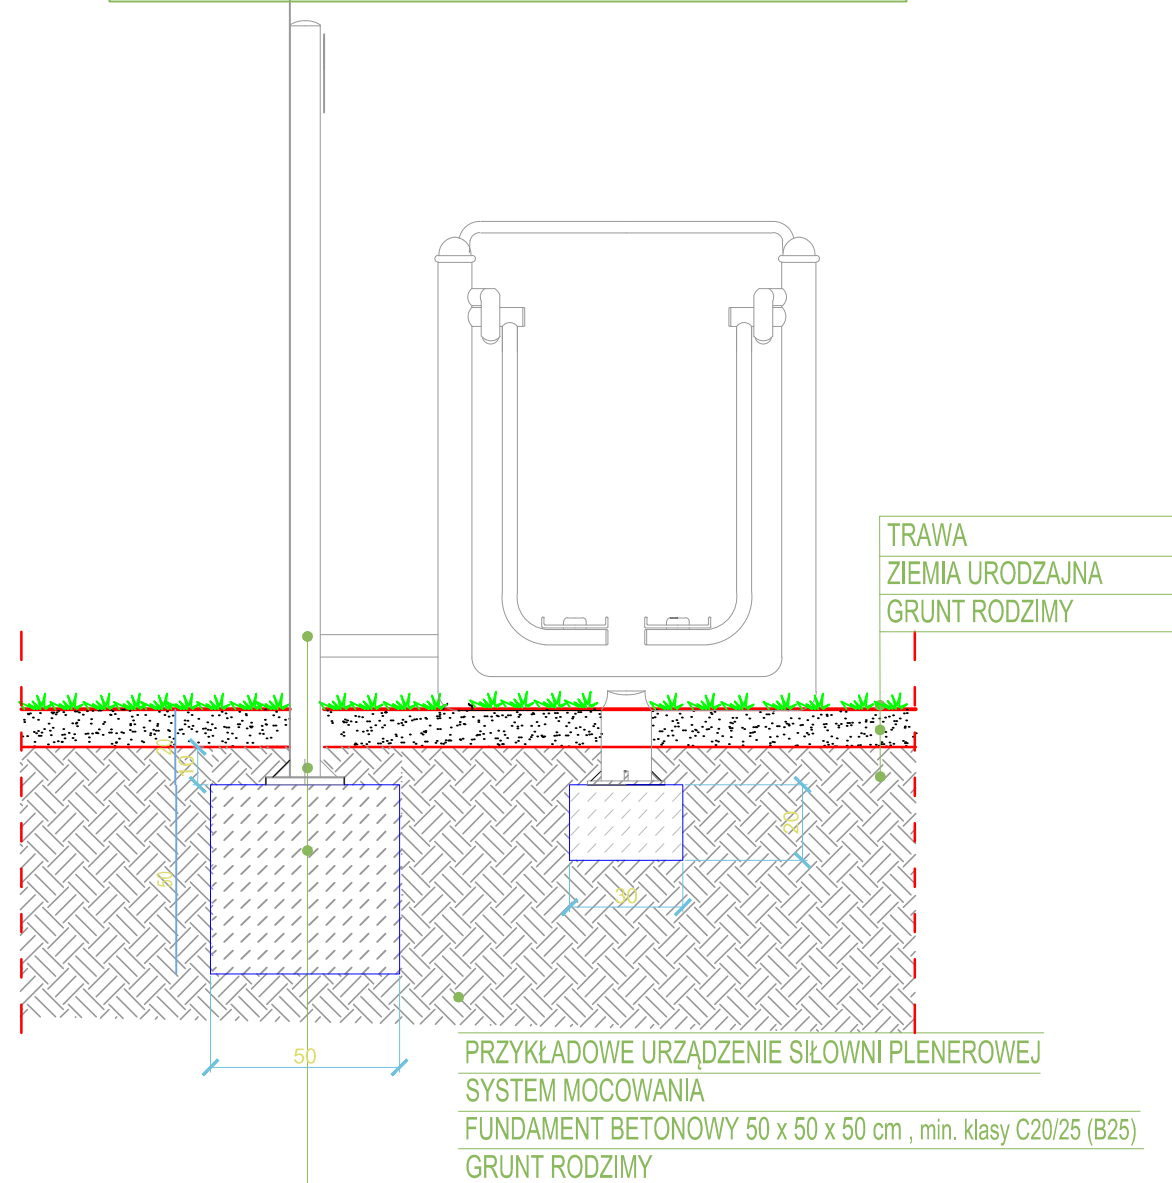 TRAWA
ZIEMIA URODZAJNA
GRUNT RODZIMY
20
10
50
20
30
50
PRZYKŁADOWE URZĄDZENIE SIŁOWNI PLENEROWEJ
SYSTEM MOCOWANIA
FUNDAMENT BETONOWY 50 x 50 x 50 cm , min. klasy C20/25 (B25)
GRUNT RODZIMY